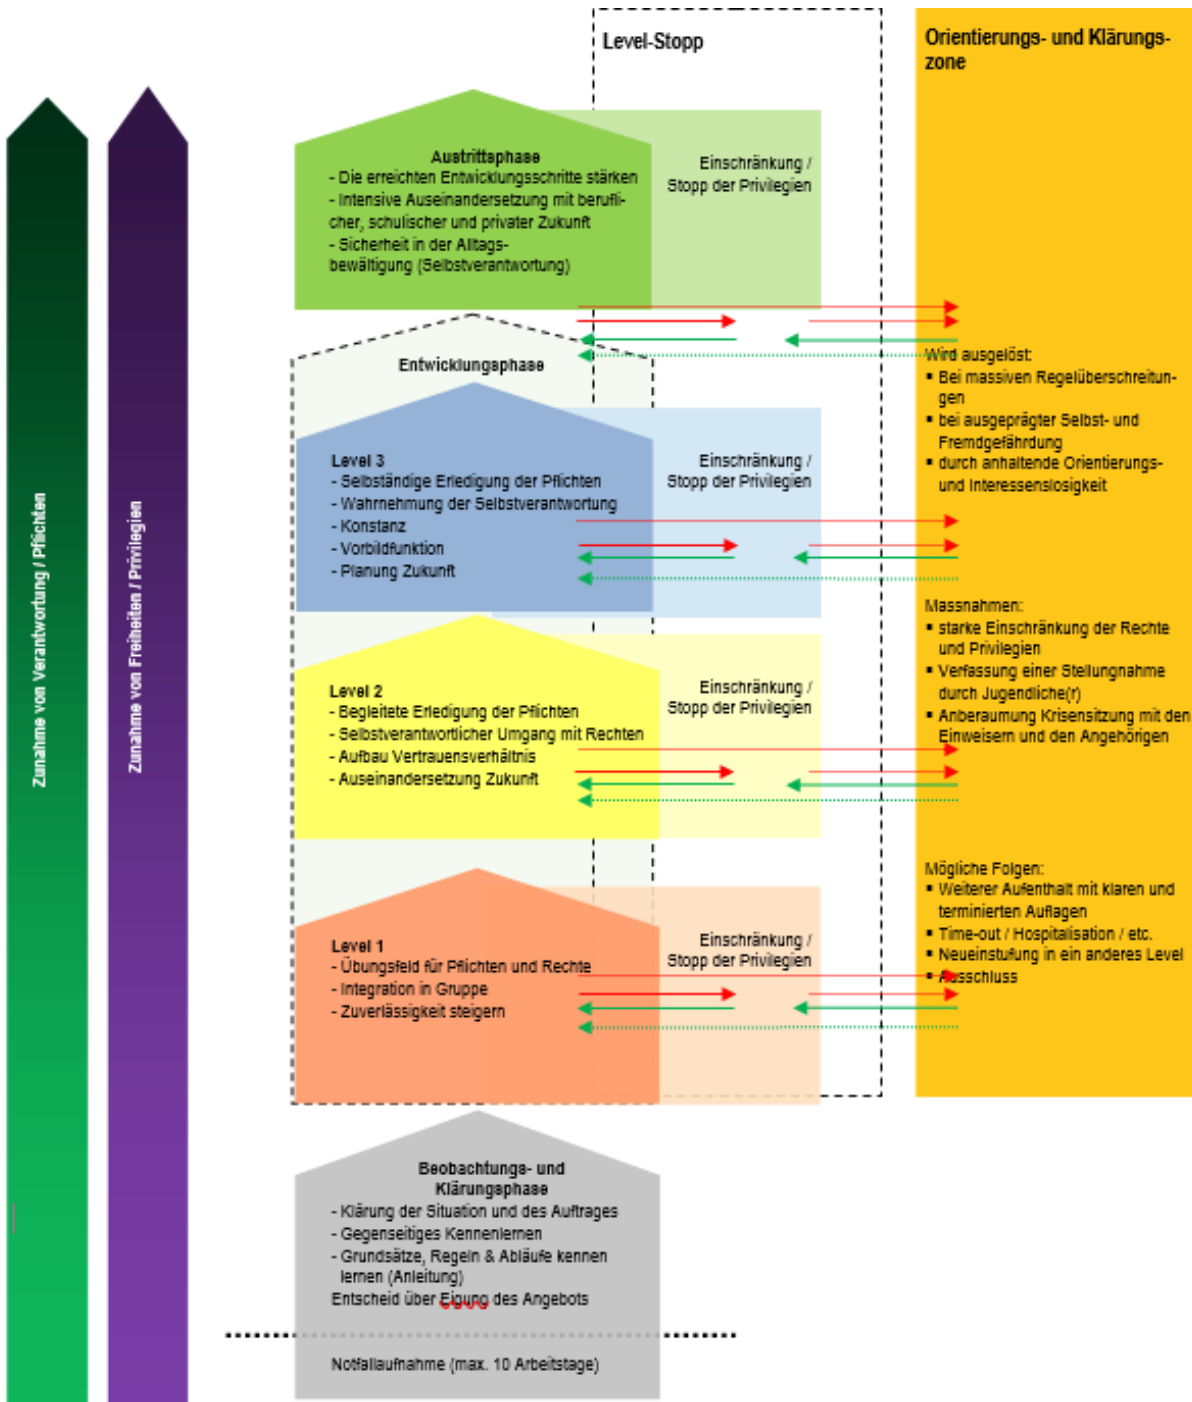 Level-Stopp
Orientierungs- und Klärungs-
zone
Zunahme von Verantwortung / Pflichten
Zunahme von Freiheiten / Privilegien
Austrittsphase
- Die erreichten Entwicklungsschritte stärken
- Intensive Auseinandersetzung mit berufli-
cher, schulischer und privater Zukunft
- Sicherheit in der Alltags-
bewältigung (Selbstverantwortung)
Einschränkung /
Stopp der Privilegien
Entwicklungsphase
Level 3
- Selbständige Erledigung der Pflichten
- Wahrnehmung der Selbstverantwortung
- Konstanz
- Vorbildfunktion
- Planung Zukunft
Einschränkung /
Stopp der Privilegien
Level 2
- Begleitete Erledigung der Pflichten
- Selbstverantwortlicher Umgang mit Rechten
- Aufbau Vertrauensverhältnis
- Auseinandersetzung Zukunft
Einschränkung /
Stopp der Privilegien
Level 1
- Übungsfeld für Pflichten und Rechte
- Integration in Gruppe
- Zuverlässigkeit steigern
Einschränkung /
Stopp der Privilegien
Beobachtungs- und
Klärungsphase
- Klärung der Situation und des Auftrages
- Gegenseitiges Kennenlernen
- Grundsätze, Regeln & Abläufe kennen
lernen (Anleitung)
Entscheid über Eigung des Angebots
Notfallaufnahme (max. 10 Arbeitstage)
Wird ausgelöst:
▪ Bei massiven Regelüberschreitun-
gen
▪ bei ausgeprägter Selbst- und
Fremdgefährdung
▪ durch anhaltende Orientierungs-
und Interessenslosigkeit
Massnahmen:
▪ starke Einschränkung der Rechte
und Privilegien
▪ Verfassung einer Stellungnahme
durch Jugendliche(r)
▪ Anberaumung Krisensitzung mit den
Einweisern und den Angehörigen
Mögliche Folgen:
▪ Weiterer Aufenthalt mit klaren und
terminierten Auflagen
▪ Time-out / Hospitalisation / etc.
▪ Neueinstufung in ein anderes Level
▪ Ausschluss